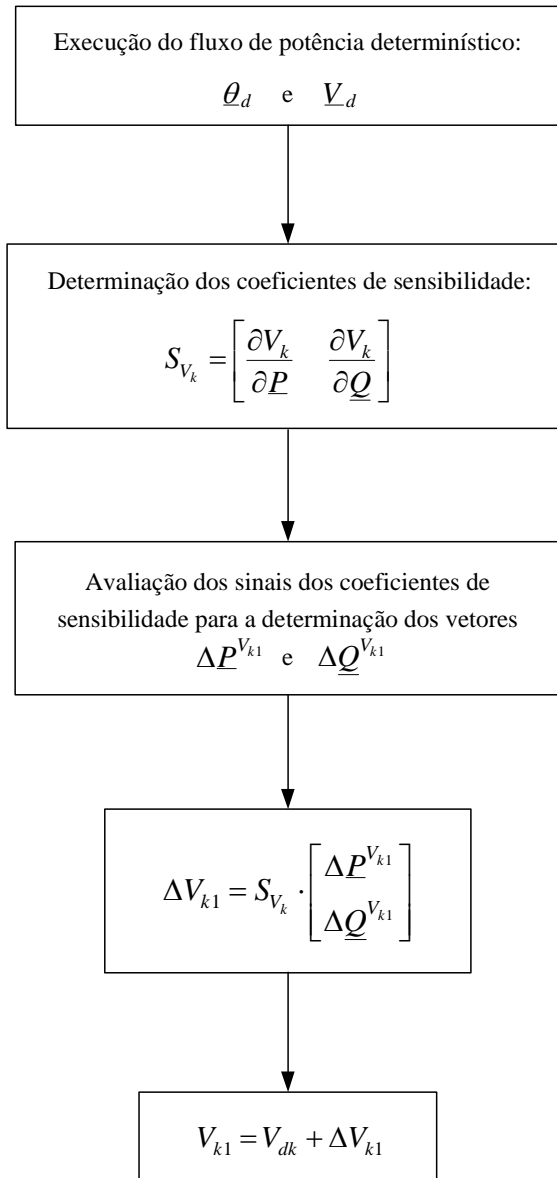 Execução do fluxo de potência determinístico:
θ_d e V_d
Determinação dos coeficientes de sensibilidade:
S_{V_k} = [∂V_k/∂P ∂V_k/∂Q]
Avaliação dos sinais dos coeficientes de
sensibilidade para a determinação dos vetores
ΔP^{V_{k1}} e ΔQ^{V_{k1}}
ΔV_{k1} = S_{V_k} · [ΔP^{V_{k1}}
ΔQ^{V_{k1}}]
V_{k1} = V_{dk} + ΔV_{k1}